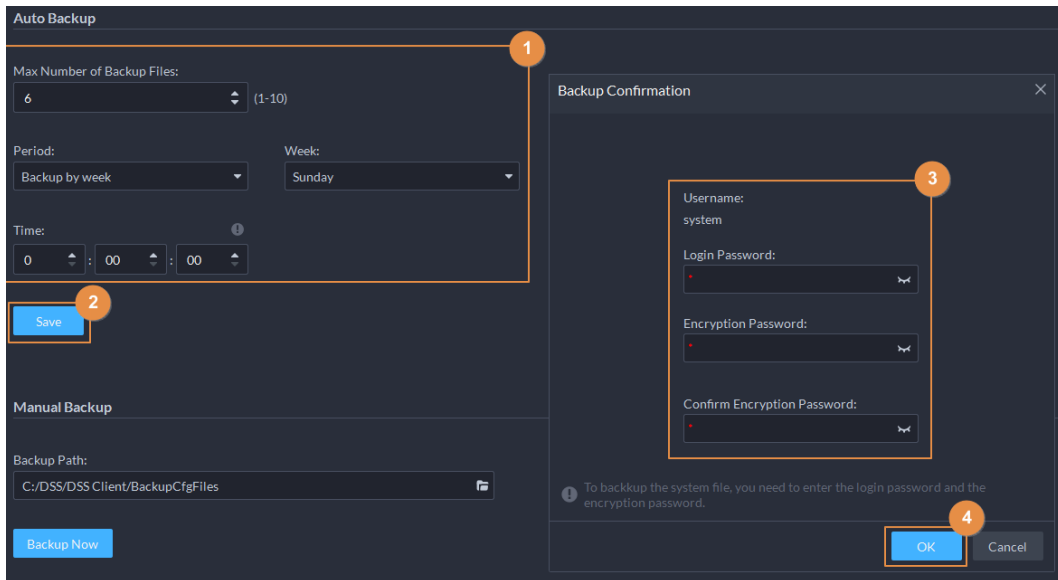 Auto Backup
1
Max Number of Backup Files:
6 (1-10)
Period: Week:
Backup by week Sunday
Time:
0 : 00 : 00
2
Save
Manual Backup
Backup Path:
C:/DSS/DSS Client/BackupCfgFiles
Backup Now
Backup Confirmation
3
Username:
system
Login Password:
*
Encryption Password:
*
Confirm Encryption Password:
*
To backkup the system file, you need to enter the login password and the
encryption password.
4
OK Cancel